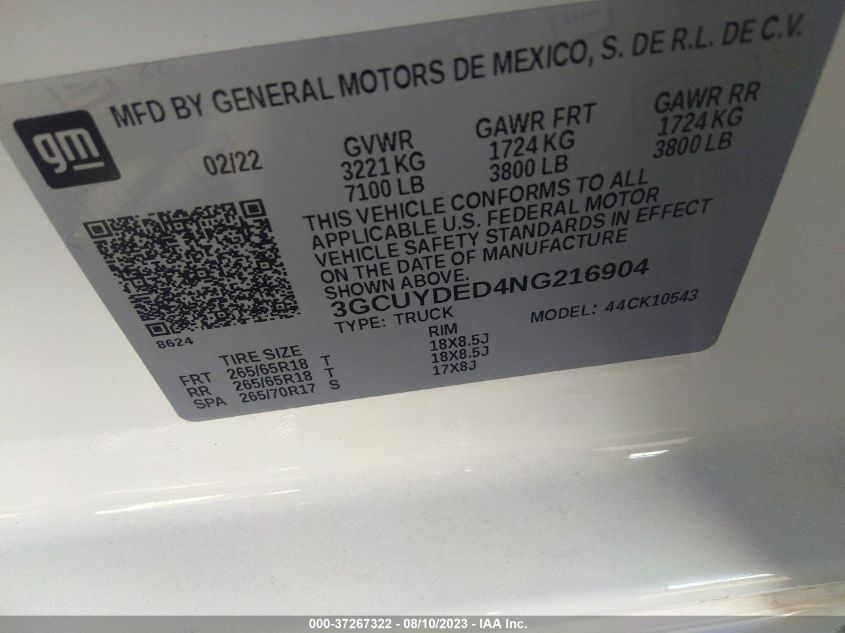 MFD BY GENERAL MOTORS DE MEXICO, S. DE R.L. DE C.V.
gm
02/22 GVWR GAWR FRT GAWR RR
3221 KG 1724 KG 1724 KG
7100 LB 3800 LB 3800 LB
THIS VEHICLE CONFORMS TO ALL
APPLICABLE U.S. FEDERAL MOTOR
VEHICLE SAFETY STANDARDS IN EFFECT
ON THE DATE OF MANUFACTURE
SHOWN ABOVE.
3GCUYDED4NG216904
TYPE: TRUCK MODEL: 44CK10543
8624
TIRE SIZE RIM
FRT 265/65R18 T 18X8.5J
RR 265/65R18 T 18X8.5J
SPA 265/70R17 S 17X8J
000-37267322 - 08/10/2023 - IAA Inc.